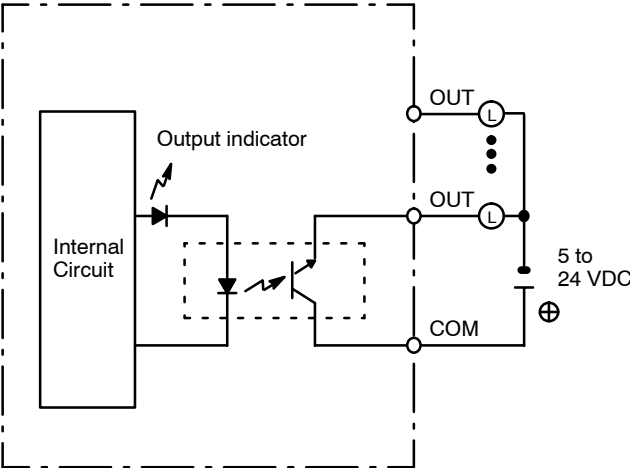 OUT
L
Output indicator
OUT
L
Internal
Circuit
5 to
24 VDC
COM